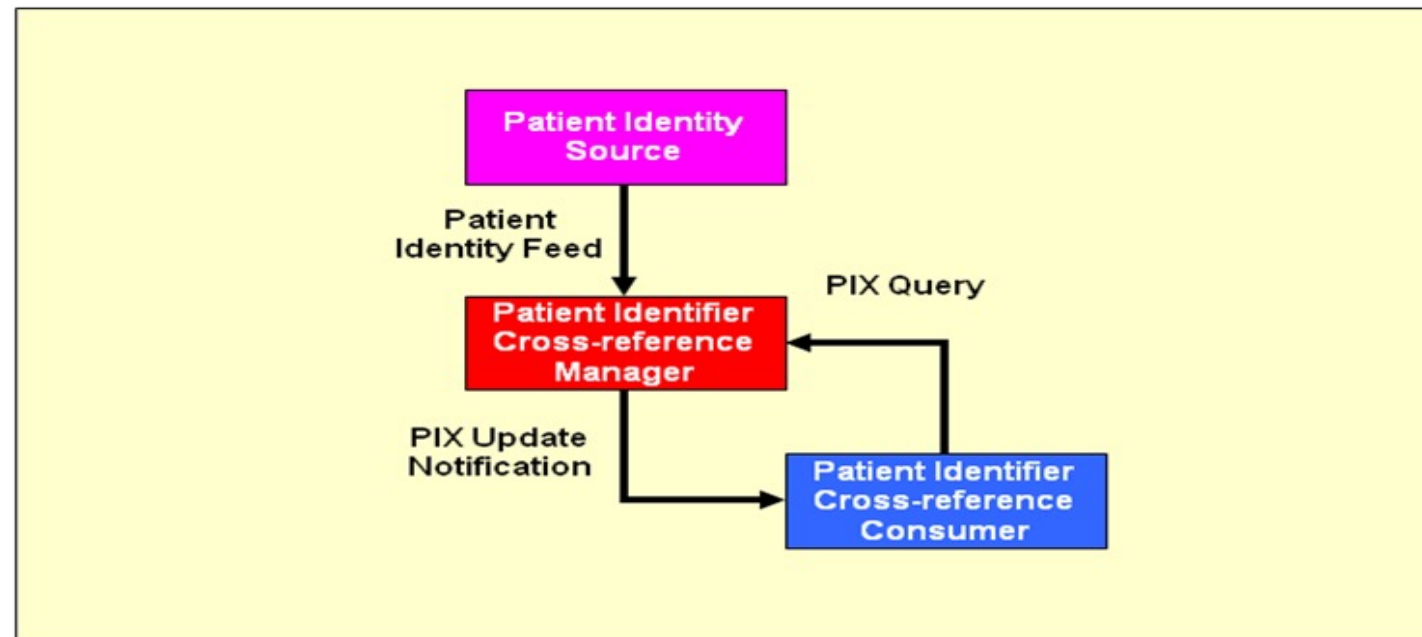 Patient Identity
Source
Patient
Identity Feed
PIX Query
Patient Identifier
Cross-reference
Manager
PIX Update
Notification
Patient Identifier
Cross-reference
Consumer